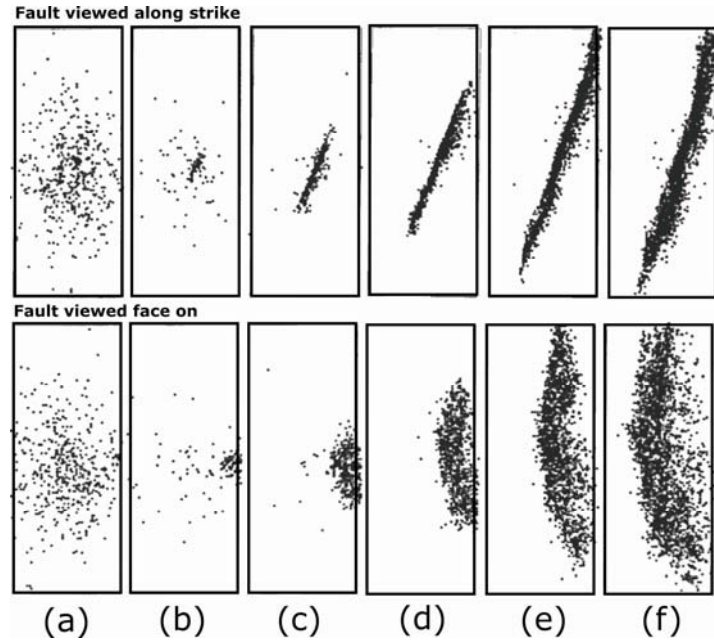 Fault viewed along strike
Fault viewed face on
(a) (b) (c) (d) (e) (f)